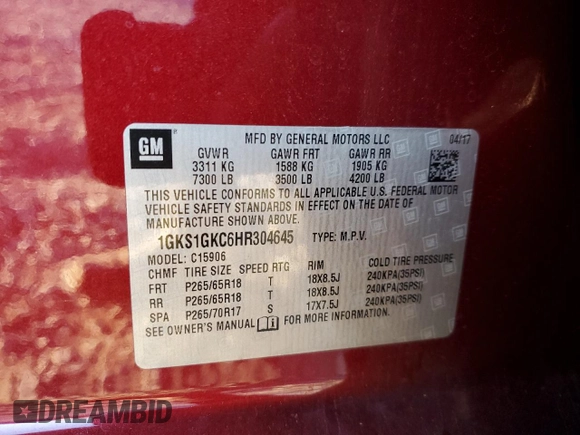 GM
MFD BY GENERAL MOTORS LLC
04/17
GVWR GAWR FRT GAWR RR
3311 KG 1588 KG 1905 KG
7300 LB 3500 LB 4200 LB
THIS VEHICLE CONFORMS TO ALL APPLICABLE U.S. FEDERAL MOTOR
VEHICLE SAFETY STANDARDS IN EFFECT ON THE DATE OF
MANUFACTURE SHOWN ABOVE.
1GKS1GKC6HR304645 TYPE: M.P.V.
MODEL: C15906
CHMF TIRE SIZE SPEED RTG RIM COLD TIRE PRESSURE
FRT P265/65R18 T 18X8.5J 240KPA(35PSI)
RR P265/65R18 T 18X8.5J 240KPA(35PSI)
SPA P265/70R17 S 17X7.5J 240KPA(35PSI)
SEE OWNER'S MANUAL FOR MORE INFORMATION.
DREAMBID